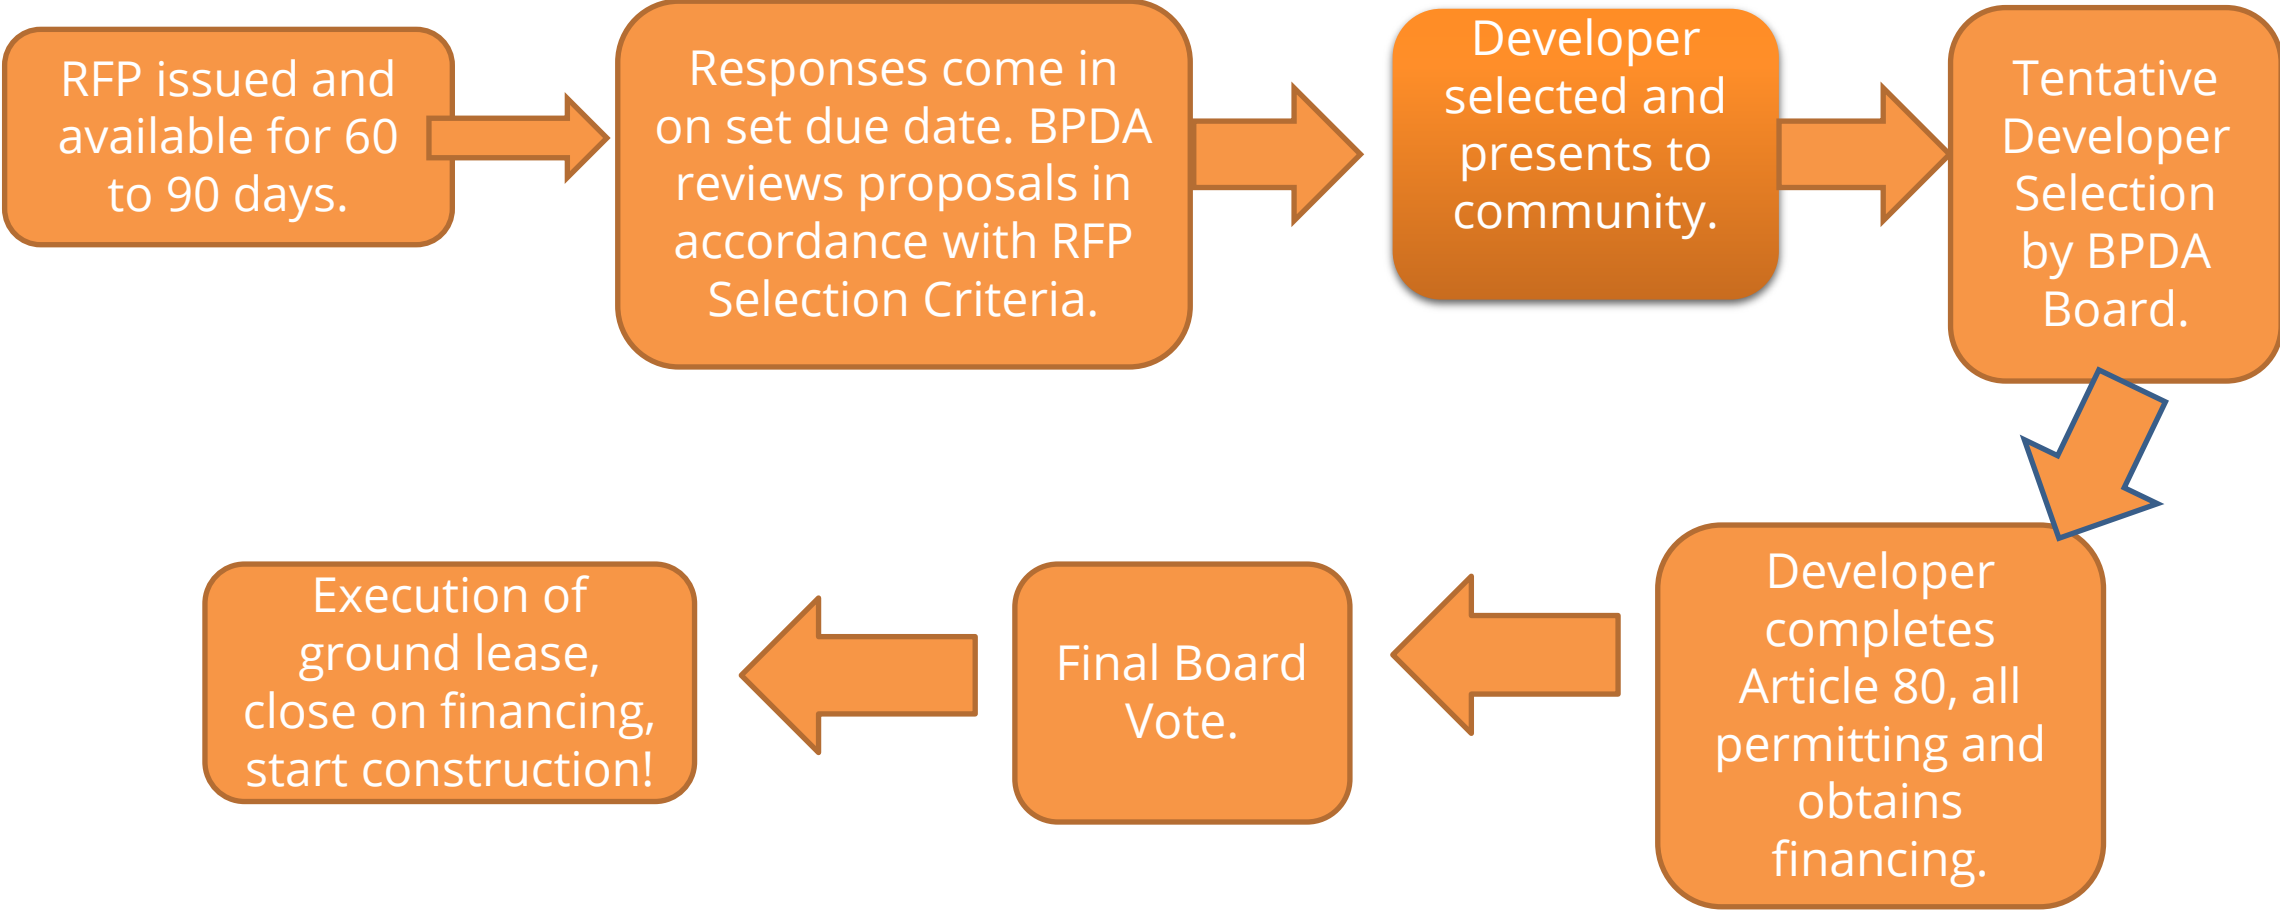 RFP issued and
available for 60
to 90 days.
Responses come in
on set due date. BPDA
reviews proposals in
accordance with RFP
Selection Criteria.
Developer
selected and
presents to
community.
Tentative
Developer
Selection
by BPDA
Board.
Developer
completes
Article 80, all
permitting and
obtains
financing.
Final Board
Vote.
Execution of
ground lease,
close on financing,
start construction!